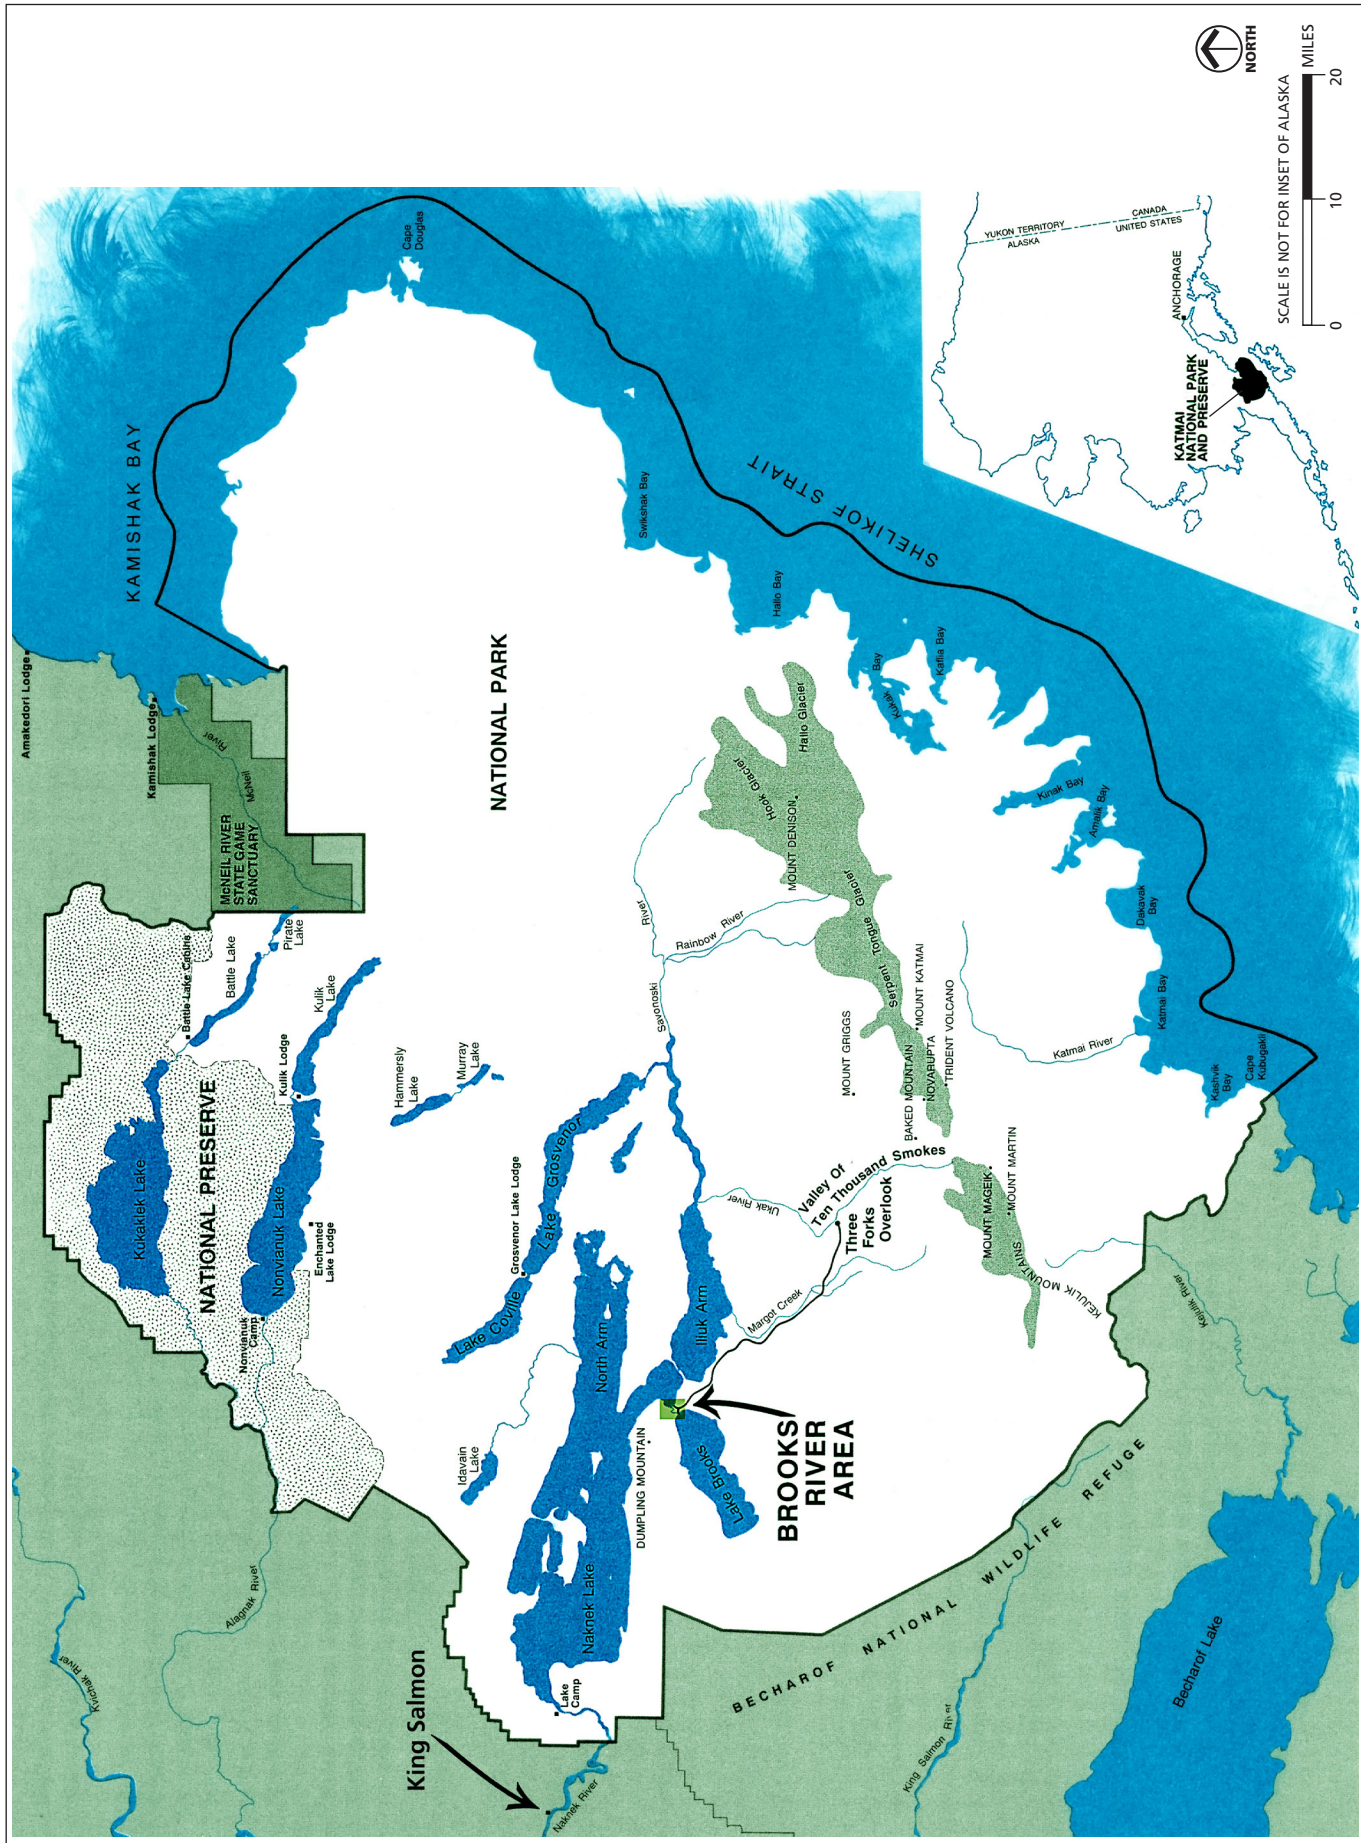 Amakedori Lodge
KAMISHAK BAY
Kamishak Lodge
River
McNeil
McNEIL RIVER
STATE GAME
SANCTUARY
Cape
Douglas
NATIONAL PARK
Swikshak Bay
SHELIKOF STRAIT
Hallo Bay
Kukak
Bay
Kaflia Bay
Kinak Bay
Amalik Bay
Dakavak
Bay
Katmai Bay
Kashvik
Bay
Cape
Kubugakli
Hook Glacier
Hallo Glacier
MOUNT DENISON
Serpent Tongue Glacier
Savonoski
River
Rainbow River
MOUNT GRIGGS
BAKED MOUNTAIN
NOVARUPTA
MOUNT KATMAI
TRIDENT VOLCANO
Katmai River
Valley Of
Ten Thousand Smokes
Three
Forks
Overlook
Ukak River
MOUNT MAGEIK
MOUNT MARTIN
KEJULIK MOUNTAINS
Kejulik River
Margot Creek
Battle Lake Cabins
Battle Lake
Pirate
Lake
Kulik
Lake
Kulik Lodge
NATIONAL PRESERVE
Kukaklek Lake
Nonvianuk Lake
Nonvianuk
Camp
Enchanted
Lake Lodge
Hammersly
Lake
Murray
Lake
Grosvenor Lake Lodge
Lake Grosvenor
Lake Coville
Idavain
Lake
North Arm
Iliuk Arm
DUMPLING MOUNTAIN
Lake Brooks
BROOKS
RIVER
AREA
Naknek Lake
Lake
Camp
King Salmon
Naknek River
Alagnak River
Kvichak River
BECHAROF NATIONAL WILDLIFE REFUGE
King Salmon River
Becharof Lake
YUKON TERRITORY
ALASKA
CANADA
UNITED STATES
ANCHORAGE
KATMAI
NATIONAL PARK
AND PRESERVE
NORTH
SCALE IS NOT FOR INSET OF ALASKA
0 10 20 MILES